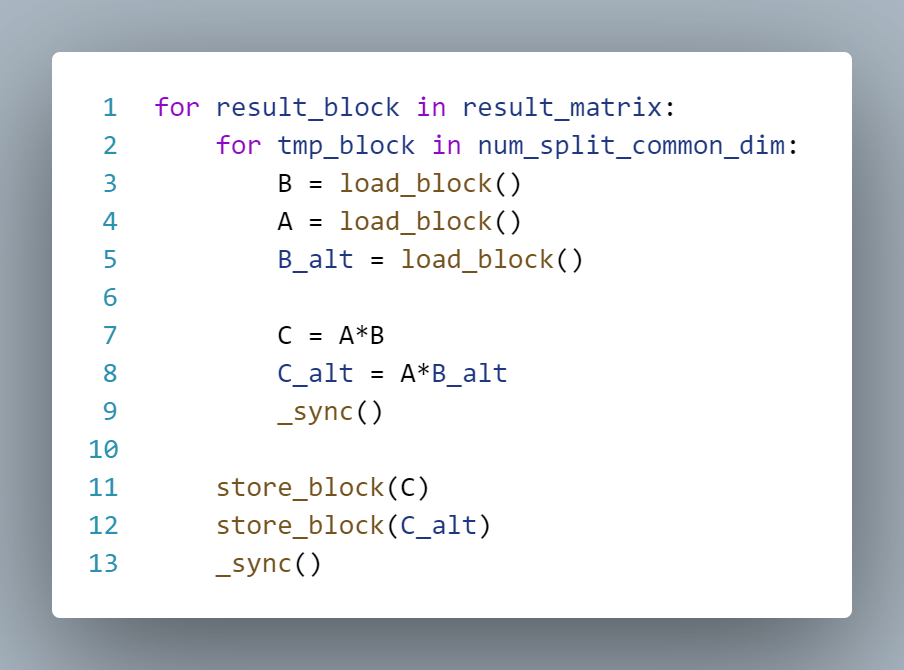 1 for result_block in result_matrix:
2     for tmp_block in num_split_common_dim:
3         B = load_block()
4         A = load_block()
5         B_alt = load_block()
6
7         C = A*B
8         C_alt = A*B_alt
9         _sync()
10
11     store_block(C)
12     store_block(C_alt)
13     _sync()